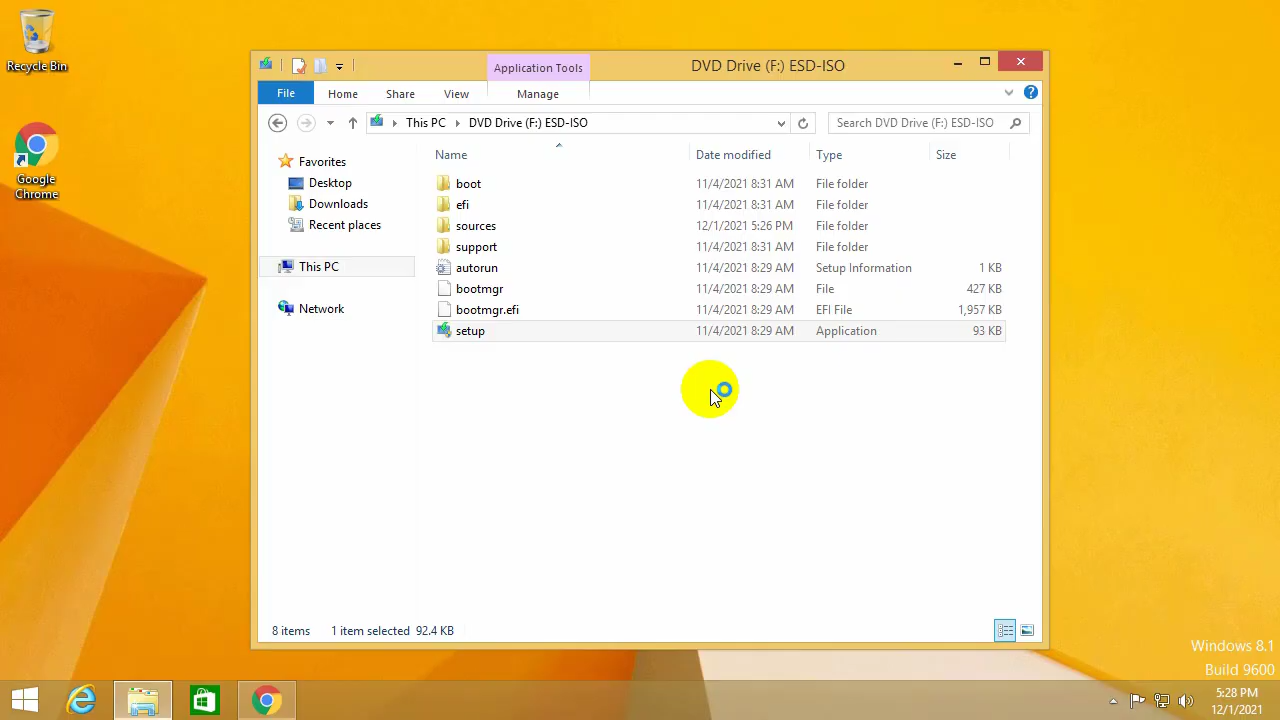 Recycle Bin
Google
Chrome
Application Tools
DVD Drive (F:) ESD-ISO
File Home Share View Manage
This PC DVD Drive (F:) ESD-ISO
Search DVD Drive (F:) ESD-ISO
Favorites
Desktop
Downloads
Recent places
This PC
Network
Name Date modified Type Size
boot 11/4/2021 8:31 AM File folder
efi 11/4/2021 8:31 AM File folder
sources 12/1/2021 5:26 PM File folder
support 11/4/2021 8:31 AM File folder
autorun 11/4/2021 8:29 AM Setup Information 1 KB
bootmgr 11/4/2021 8:29 AM File 427 KB
bootmgr.efi 11/4/2021 8:29 AM EFI File 1,957 KB
setup 11/4/2021 8:29 AM Application 93 KB
8 items 1 item selected 92.4 KB
Windows 8.1
Build 9600
5:28 PM
12/1/2021